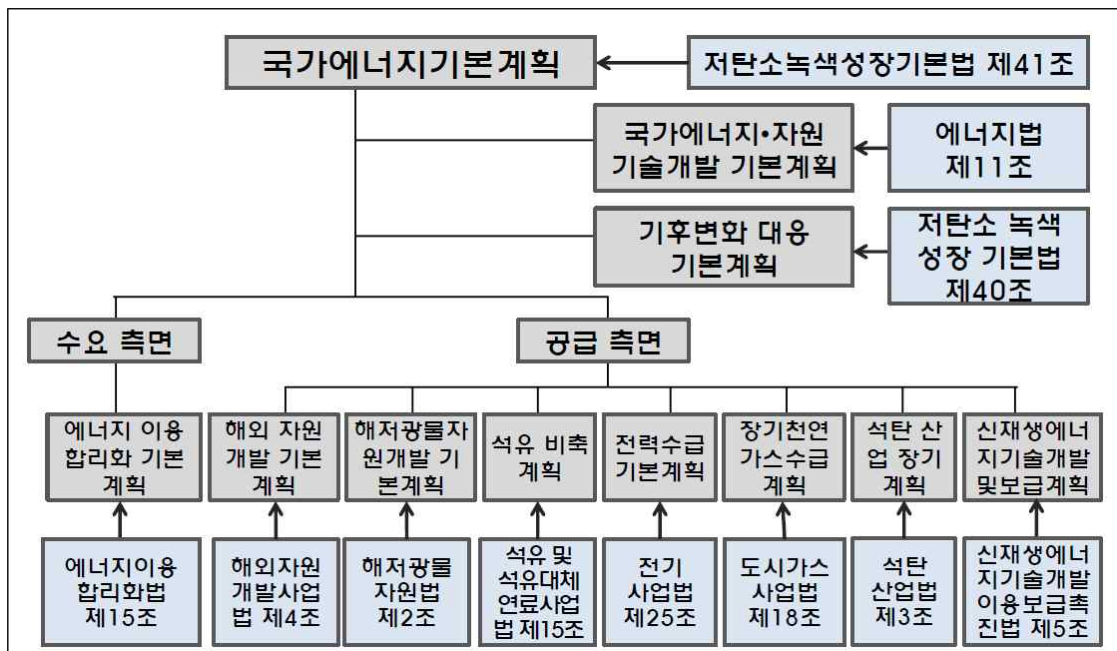 국가에너지기본계획
저탄소녹색성장기본법 제41조
국가에너지•자원
기술개발 기본계획
에너지법
제11조
기후변화 대응
기본계획
저탄소 녹색
성장 기본법
제40조
수요 측면
공급 측면
에너지 이용
합리화 기본
계획
해외 자원
개발 기본
계획
해저광물자
원개발 기
본계획
석유 비축
계획
전력수급
기본계획
장기천연
가스수급
계획
석탄 산
업 장기
계획
신재생에너
지기술개발
및보급계획
에너지이용
합리화법
제15조
해외자원
개발사업
법 제4조
해저광물
자원법
제2조
석유 및
석유대체
연료사업
법 제15조
전기
사업법
제25조
도시가스
사업법
제18조
석탄
산업법
제3조
신재생에너
지기술개발
이용보급촉
진법 제5조